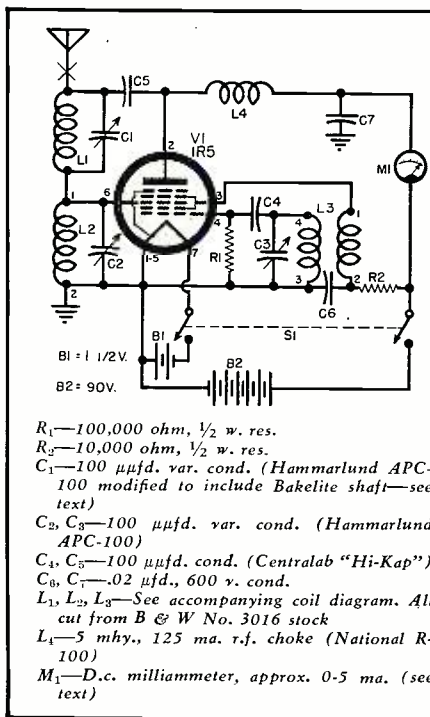 C5
L4
C7
C1
V1
1R5
L1
M1
2
1
6
3
4
C4
4
L3
1
L2
C2
R1
C3
1-5
7
3
2
R2
C6
2
B1
S1
B1 = 1 1/2V.
B2
B2 = 90V.
R₁—100,000 ohm, ½ w. res.
R₂—10,000 ohm, ½ w. res.
C₁—100 μμfd. var. cond. (Hammarlund APC-
100 modified to include Bakelite shaft—see
text)
C₂, C₃—100 μμfd. var. cond. (Hammarlund
APC-100)
C₄, C₅—100 μμfd. cond. (Centralab "Hi-Kap")
C₆, C₇—.02 μfd., 600 v. cond.
L₁, L₂, L₃—See accompanying coil diagram. Al
cut from B & W No. 3016 stock
L₄—5 mhy., 125 ma. r.f. choke (National R-
100)
M₁—D.c. milliammeter, approx. 0-5 ma. (see
text)